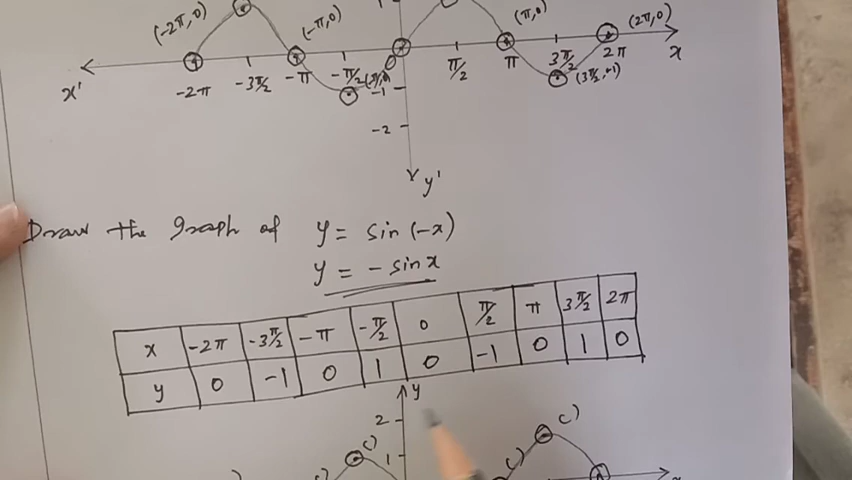 (-2π,0) (-π,0) 1 (π,0) (2π,0)
x' -2π -3π/2 -π -π/2 -1 π/2 π 3π/2 2π x
(3π/2,-1)
-2
y'
Draw the graph of y = sin(-x)
y = - sinx
x -2π -3π/2 -π -π/2 0 π/2 π 3π/2 2π
y 0 -1 0 1 0 -1 0 1 0
y
2 ( )
( ) 1 ( )